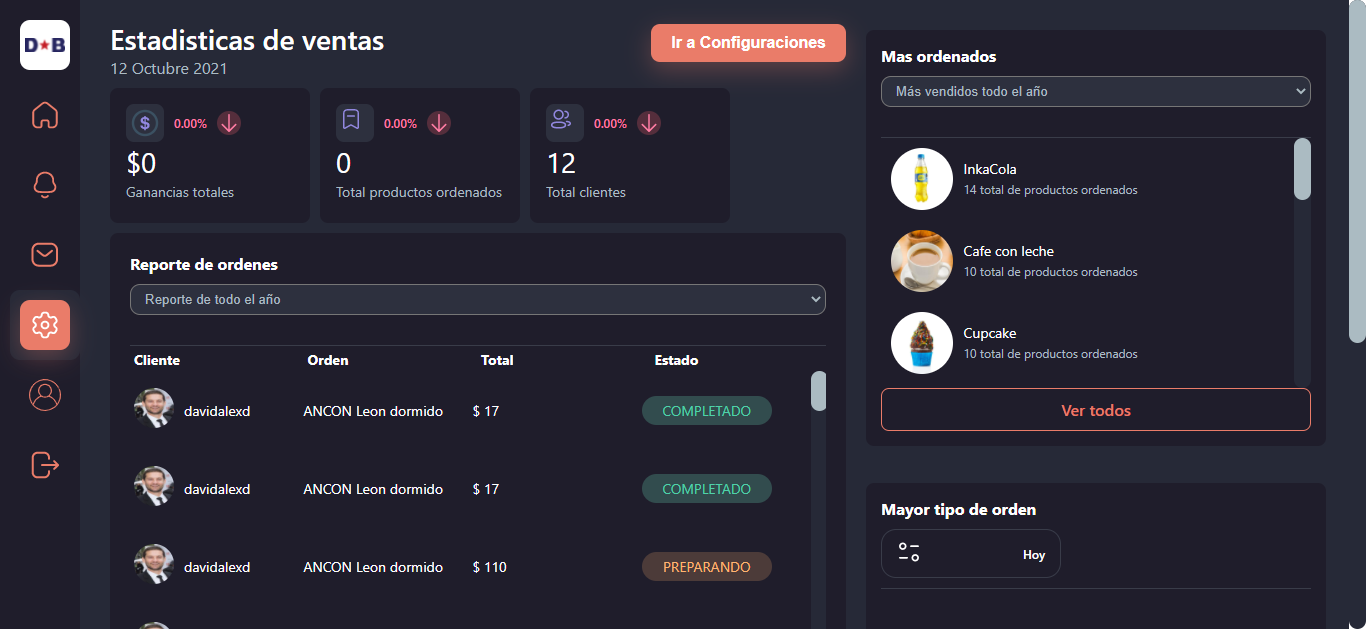 D★B
Estadisticas de ventas
12 Octubre 2021
Ir a Configuraciones
$
0.00%
$0
Ganancias totales
0.00%
0
Total productos ordenados
0.00%
12
Total clientes
Reporte de ordenes
Reporte de todo el año
Cliente Orden Total Estado
davidalexd ANCON Leon dormido $ 17 COMPLETADO
davidalexd ANCON Leon dormido $ 17 COMPLETADO
davidalexd ANCON Leon dormido $ 110 PREPARANDO
Mas ordenados
Más vendidos todo el año
InkaCola
14 total de productos ordenados
Cafe con leche
10 total de productos ordenados
Cupcake
10 total de productos ordenados
Ver todos
Mayor tipo de orden
Hoy